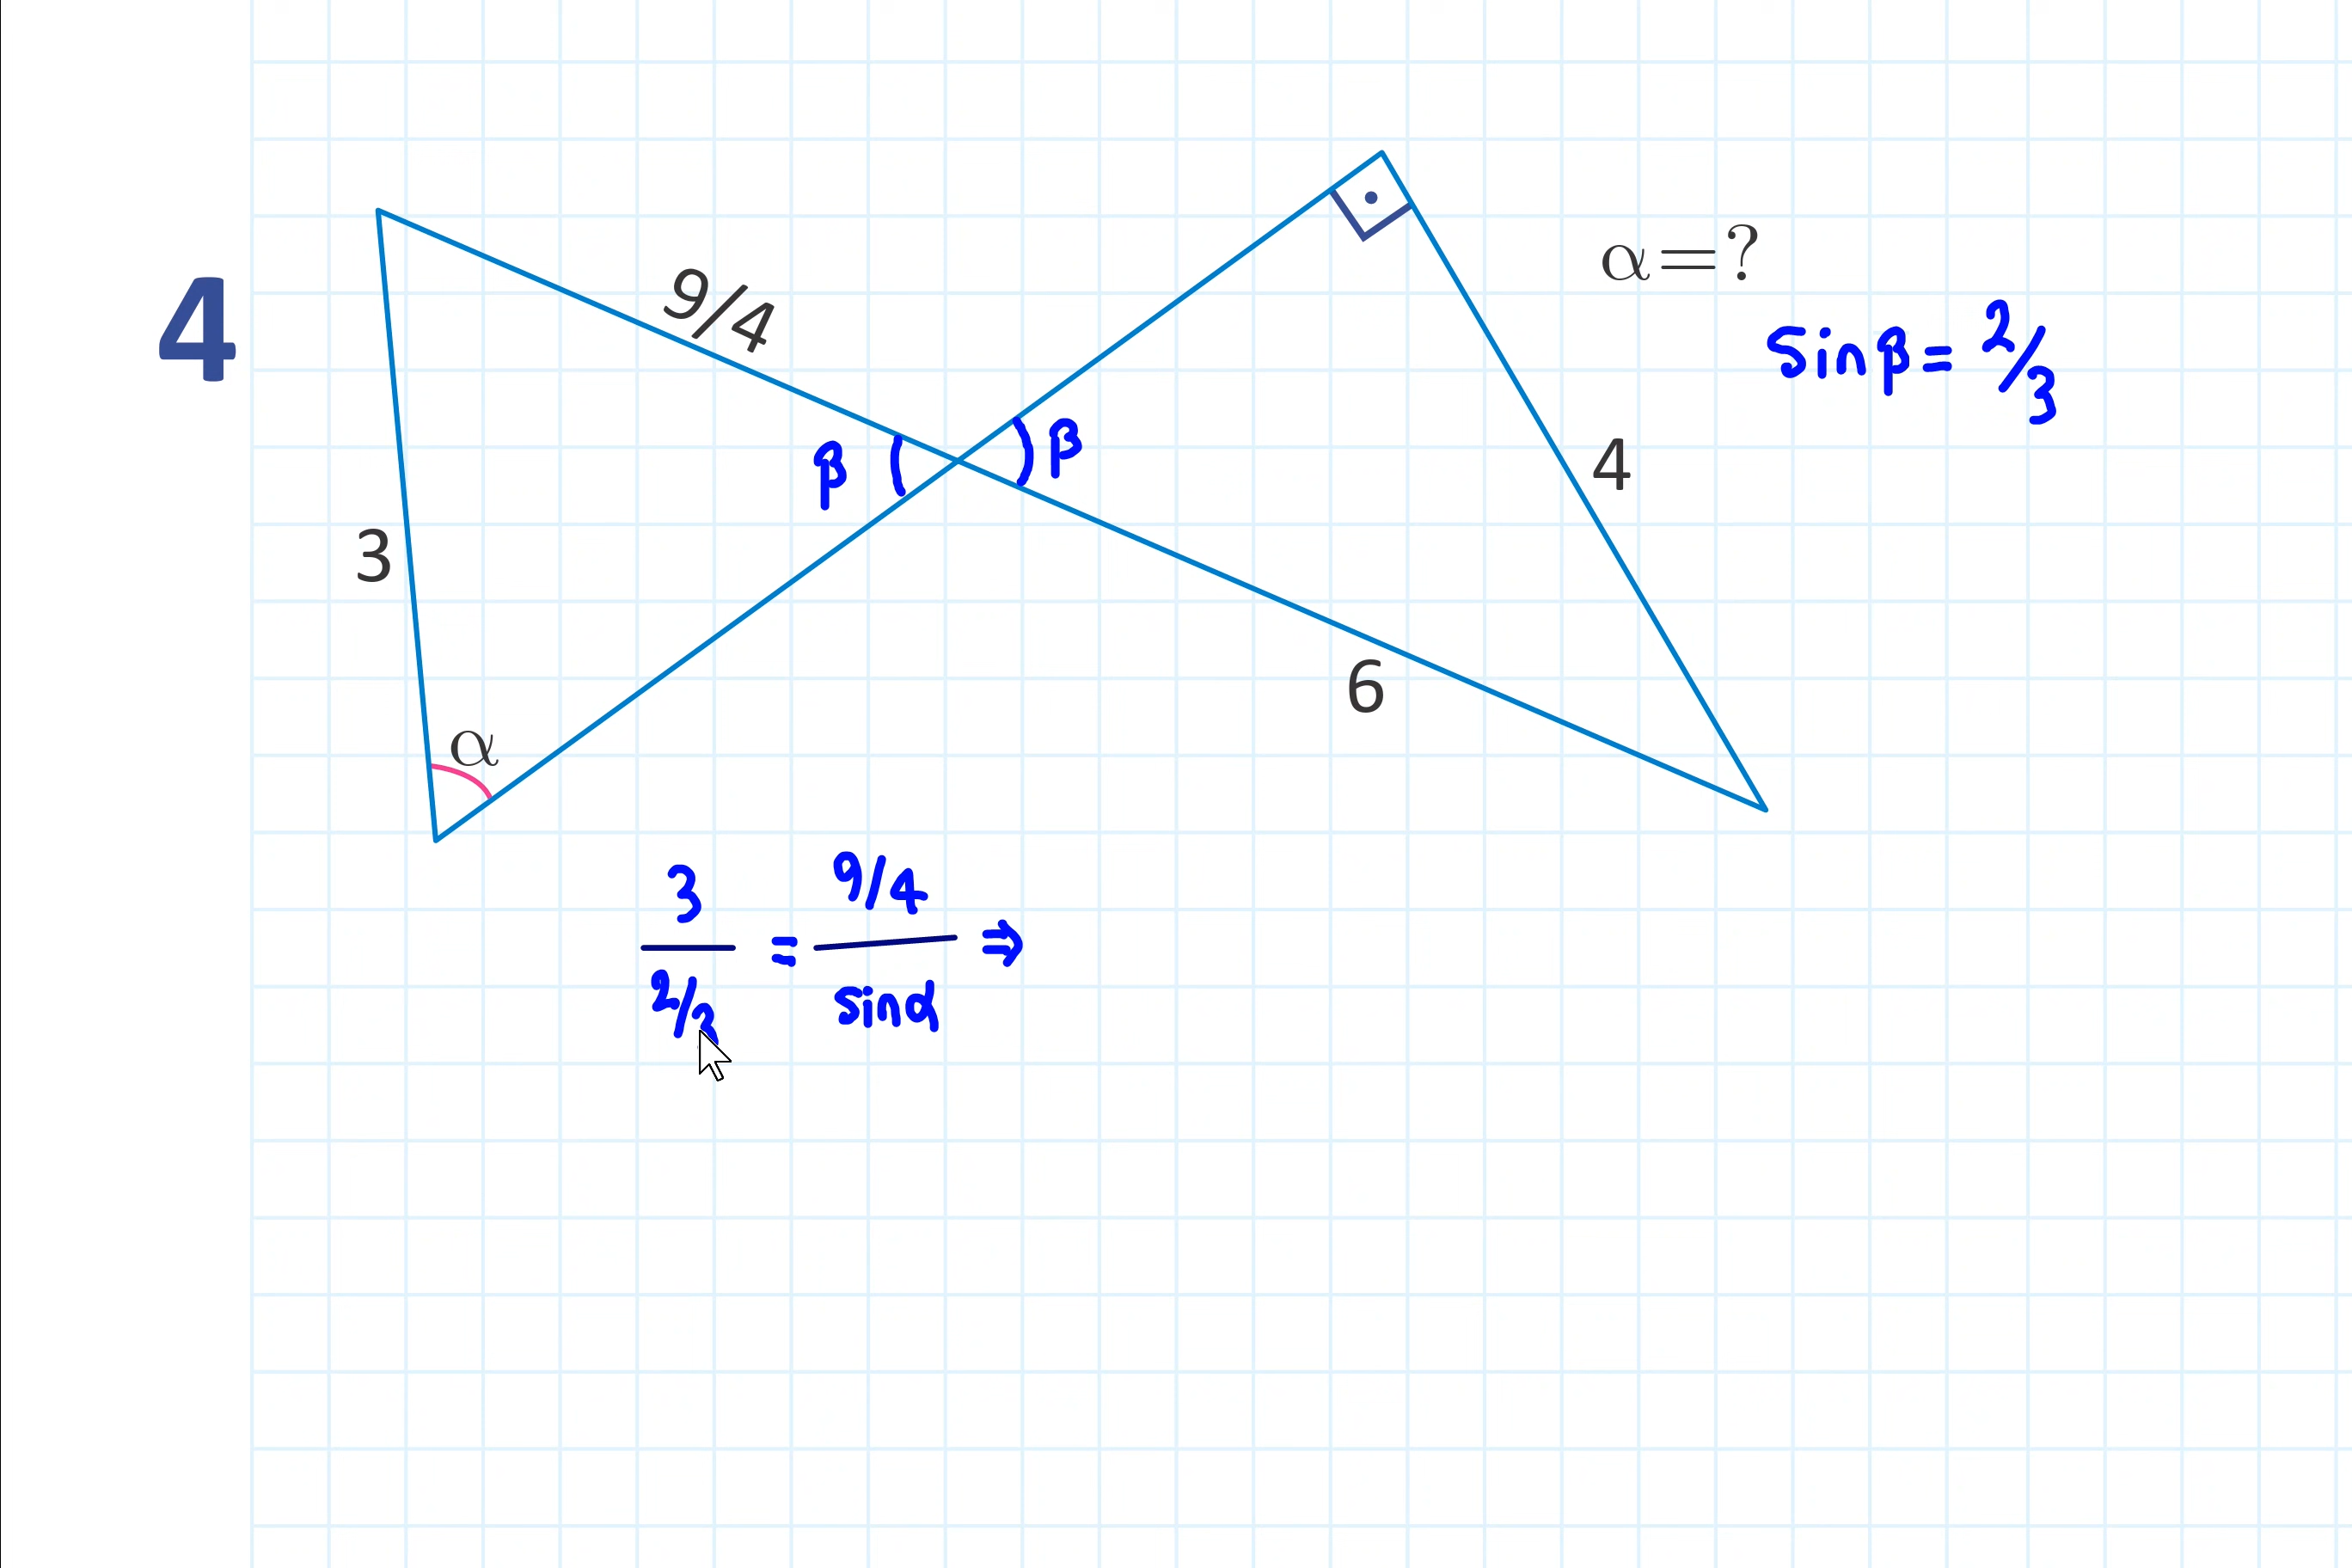 4
9/4
α=?
sinβ= 2/3
β
β
4
3
6
α
3 / 2/3 = 9/4 / sinα ⇒